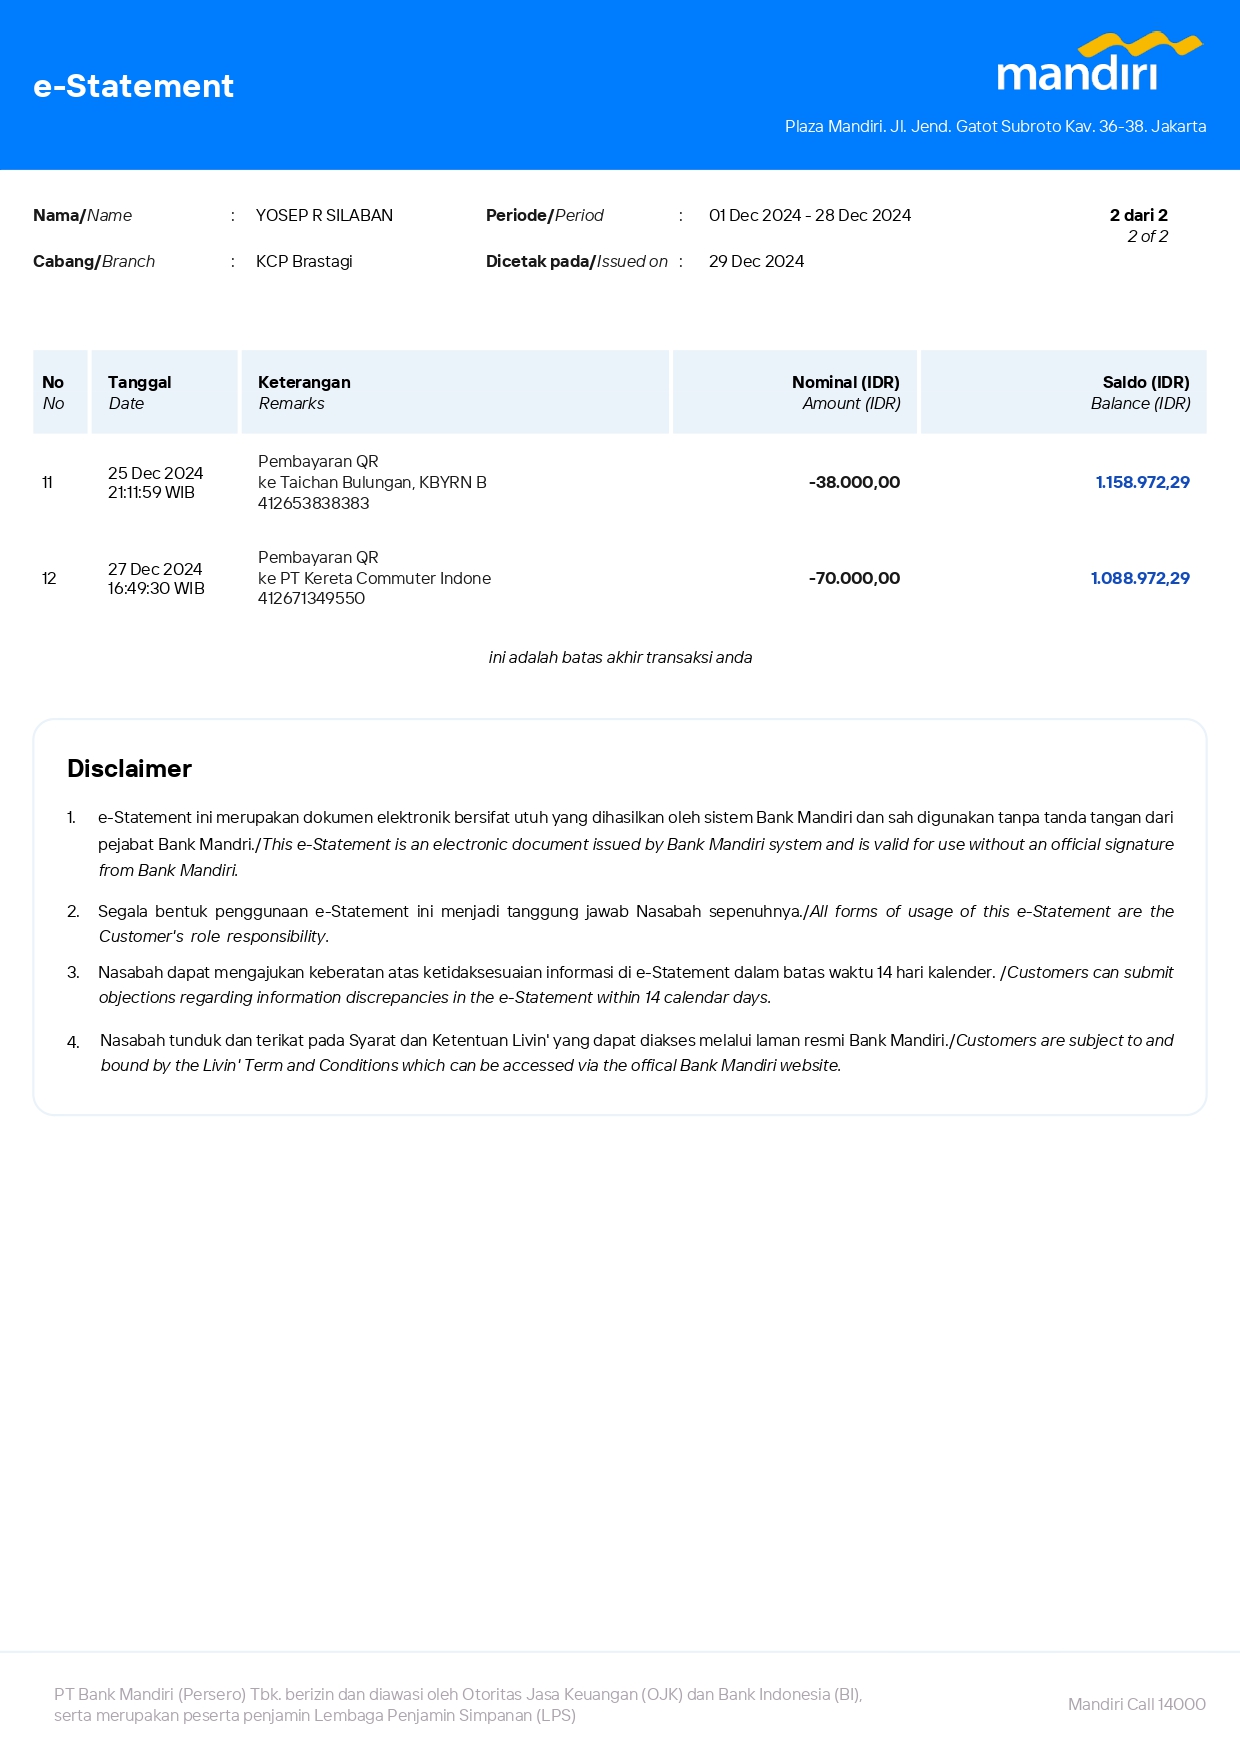 e-Statement
mandiri
Plaza Mandiri. Jl. Jend. Gatot Subroto Kav. 36-38. Jakarta
Nama/Name : YOSEP R SILABAN
Periode/Period : 01 Dec 2024 - 28 Dec 2024
2 dari 2
2 of 2
Cabang/Branch : KCP Brastagi
Dicetak pada/Issued on : 29 Dec 2024
No Tanggal Keterangan Nominal (IDR) Saldo (IDR)
No Date Remarks Amount (IDR) Balance (IDR)
11
25 Dec 2024
21:11:59 WIB
Pembayaran QR
ke Taichan Bulungan, KBYRN B
412653838383
-38.000,00
1.158.972,29
12
27 Dec 2024
16:49:30 WIB
Pembayaran QR
ke PT Kereta Commuter Indone
412671349550
-70.000,00
1.088.972,29
ini adalah batas akhir transaksi anda
Disclaimer
1. e-Statement ini merupakan dokumen elektronik bersifat utuh yang dihasilkan oleh sistem Bank Mandiri dan sah digunakan tanpa tanda tangan dari
pejabat Bank Mandri./This e-Statement is an electronic document issued by Bank Mandiri system and is valid for use without an official signature
from Bank Mandiri.
2. Segala bentuk penggunaan e-Statement ini menjadi tanggung jawab Nasabah sepenuhnya./All forms of usage of this e-Statement are the
Customer's role responsibility.
3. Nasabah dapat mengajukan keberatan atas ketidaksesuaian informasi di e-Statement dalam batas waktu 14 hari kalender. /Customers can submit
objections regarding information discrepancies in the e-Statement within 14 calendar days.
4. Nasabah tunduk dan terikat pada Syarat dan Ketentuan Livin' yang dapat diakses melalui laman resmi Bank Mandiri./Customers are subject to and
bound by the Livin' Term and Conditions which can be accessed via the offical Bank Mandiri website.
PT Bank Mandiri (Persero) Tbk. berizin dan diawasi oleh Otoritas Jasa Keuangan (OJK) dan Bank Indonesia (BI),
serta merupakan peserta penjamin Lembaga Penjamin Simpanan (LPS)
Mandiri Call 14000